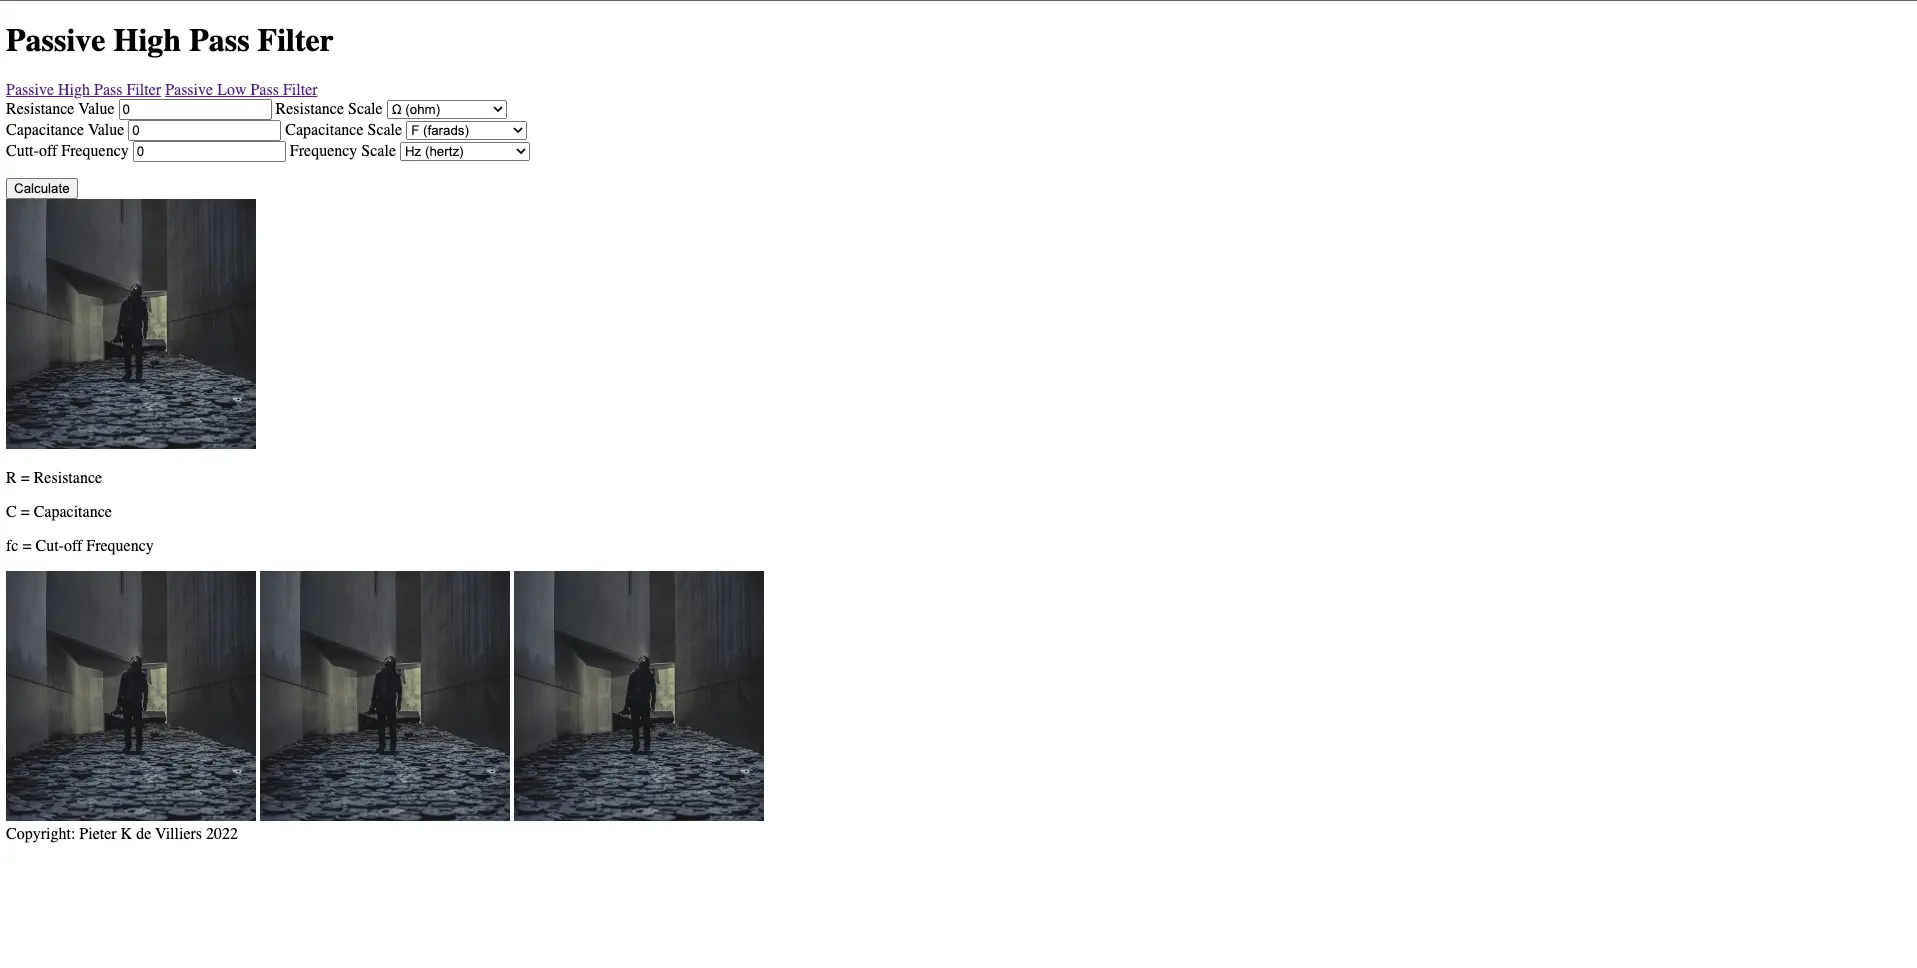 Passive High Pass Filter
Passive High Pass Filter Passive Low Pass Filter
Resistance Value 0 Resistance Scale Ω (ohm)
Capacitance Value 0 Capacitance Scale F (farads)
Cutt-off Frequency 0 Frequency Scale Hz (hertz)
Calculate
R = Resistance
C = Capacitance
fc = Cut-off Frequency
Copyright: Pieter K de Villiers 2022